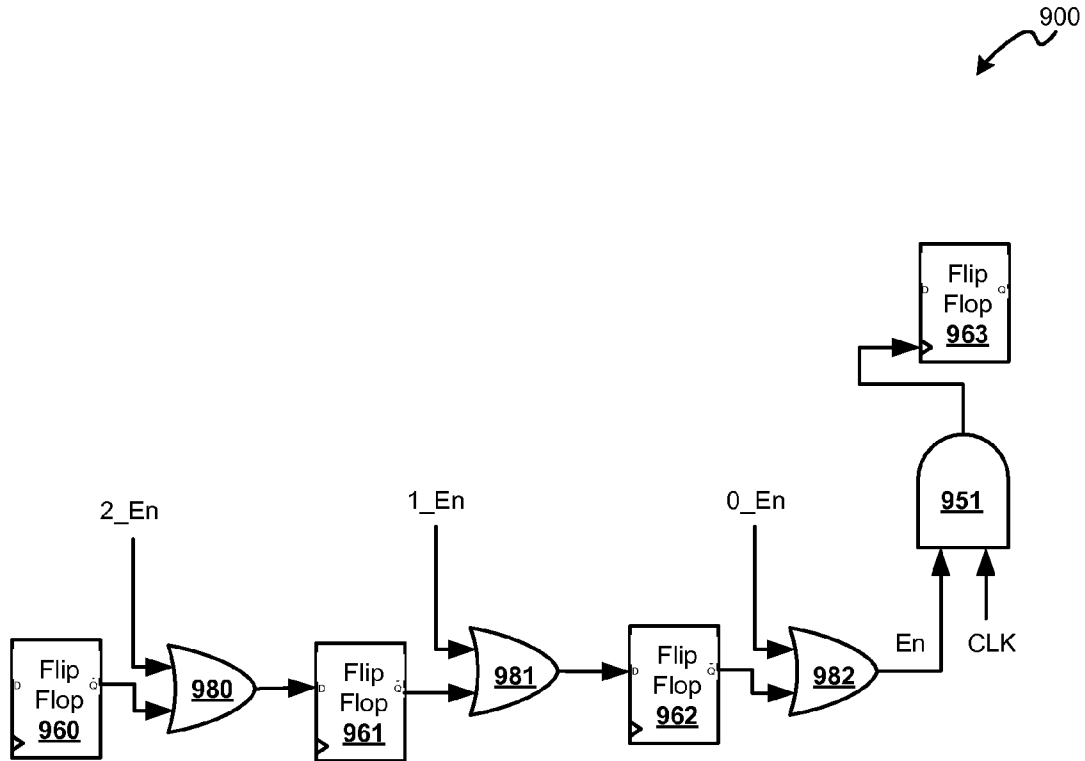 900
Flip
Flop
963
D
Q
951
2_En
1_En
0_En
En
CLK
Flip
Flop
960
D
Q
980
Flip
Flop
961
D
Q
981
Flip
Flop
962
D
Q
982